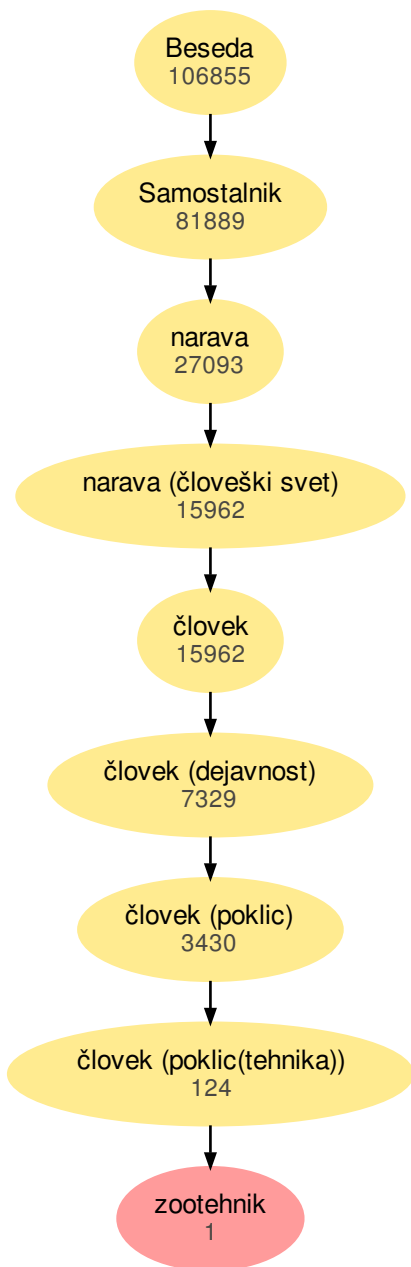 Beseda
106855
Samostalnik
81889
narava
27093
narava (človeški svet)
15962
človek
15962
človek (dejavnost)
7329
človek (poklic)
3430
človek (poklic(tehnika))
124
zootehnik
1